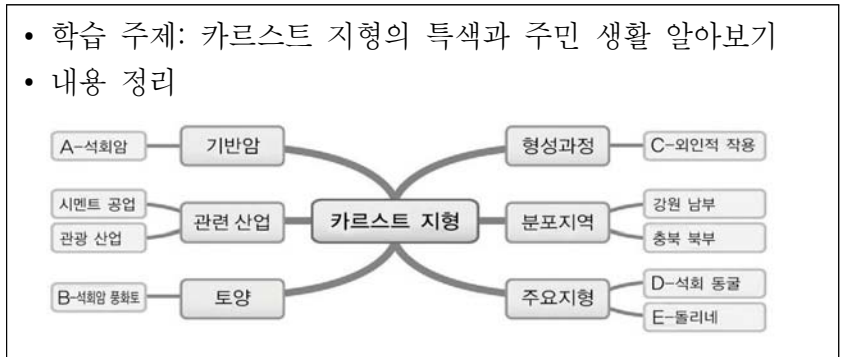 • 학습 주제: 카르스트 지형의 특색과 주민 생활 알아보기
• 내용 정리
A-석회암
기반암
형성과정
C-외인적 작용
시멘트 공업
관광 산업
관련 산업
카르스트 지형
분포지역
강원 남부
충북 북부
B-석회암 풍화토
토양
주요지형
D-석회 동굴
E-돌리네